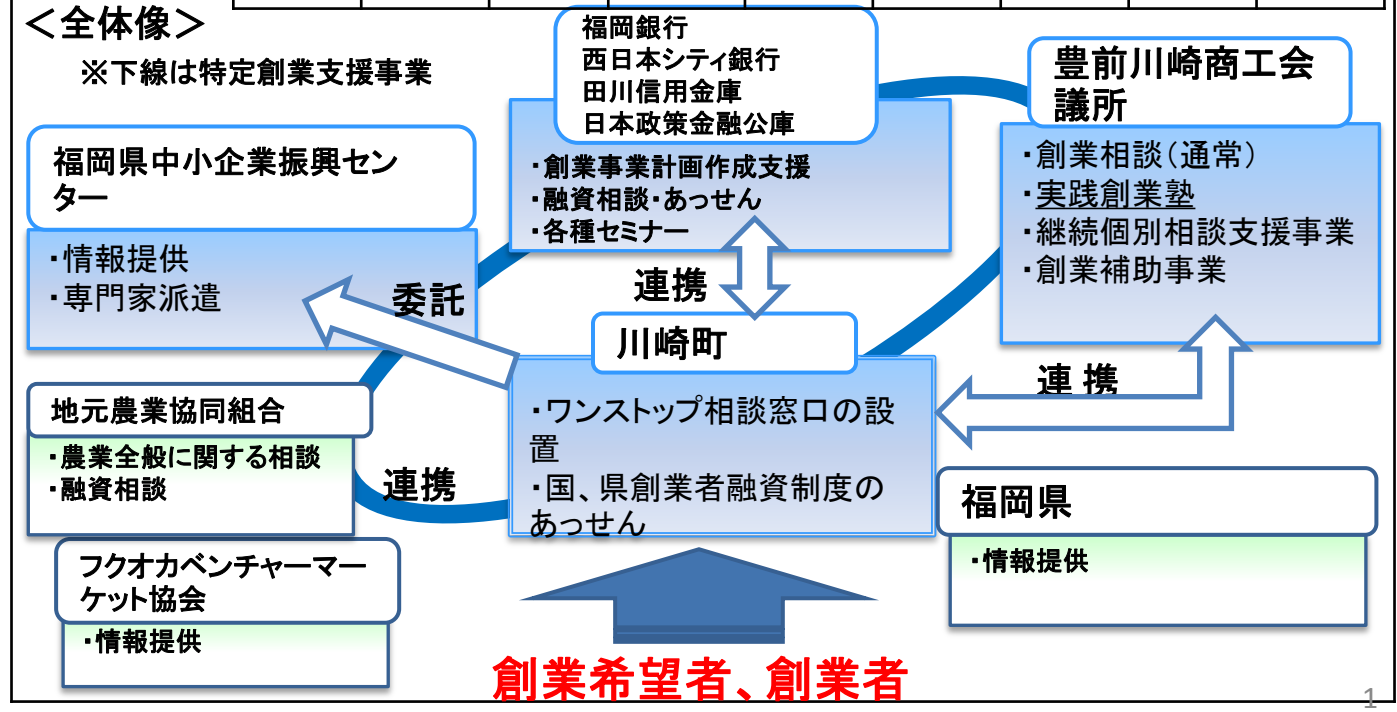 ＜全体像＞
※下線は特定創業支援事業
福岡銀行
西日本シティ銀行
田川信用金庫
日本政策金融公庫
・創業事業計画作成支援
・融資相談・あっせん
・各種セミナー
豊前川崎商工会
議所
・創業相談（通常）
・実践創業塾
・継続個別相談支援事業
・創業補助事業
福岡県中小企業振興セン
ター
・情報提供
・専門家派遣
委託
連携
川崎町
・ワンストップ相談窓口の設
置
・国、県創業者融資制度の
あっせん
連 携
地元農業協同組合
・農業全般に関する相談
・融資相談
連携
福岡県
・情報提供
フクオカベンチャーマー
ケット協会
・情報提供
創業希望者、創業者
1